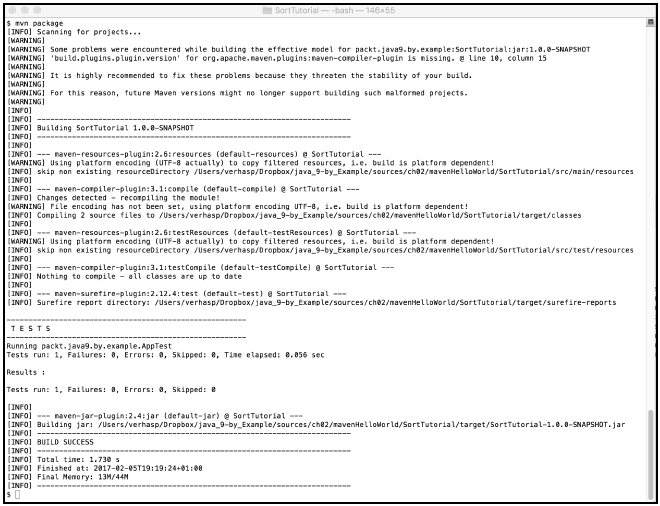 SortTutorial — -bash — 146×55
$ mvn package
[INFO] Scanning for projects...
[WARNING]
[WARNING] Some problems were encountered while building the effective model for packt.java9.by.example:SortTutorial:jar:1.0.0-SNAPSHOT
[WARNING] 'build.plugins.plugin.version' for org.apache.maven.plugins:maven-compiler-plugin is missing. @ line 10, column 15
[WARNING]
[WARNING] It is highly recommended to fix these problems because they threaten the stability of your build.
[WARNING]
[WARNING] For this reason, future Maven versions might no longer support building such malformed projects.
[WARNING]
[INFO]
[INFO] ------------------------------------------------------------------------
[INFO] Building SortTutorial 1.0.0-SNAPSHOT
[INFO] ------------------------------------------------------------------------
[INFO]
[INFO] --- maven-resources-plugin:2.6:resources (default-resources) @ SortTutorial ---
[WARNING] Using platform encoding (UTF-8 actually) to copy filtered resources, i.e. build is platform dependent!
[INFO] skip non existing resourceDirectory /Users/verhasp/Dropbox/java_9-by_Example/sources/ch02/mavenHelloWorld/SortTutorial/src/main/resources
[INFO]
[INFO] --- maven-compiler-plugin:3.1:compile (default-compile) @ SortTutorial ---
[INFO] Changes detected - recompiling the module!
[WARNING] File encoding has not been set, using platform encoding UTF-8, i.e. build is platform dependent!
[INFO] Compiling 2 source files to /Users/verhasp/Dropbox/java_9-by_Example/sources/ch02/mavenHelloWorld/SortTutorial/target/classes
[INFO]
[INFO] --- maven-resources-plugin:2.6:testResources (default-testResources) @ SortTutorial ---
[WARNING] Using platform encoding (UTF-8 actually) to copy filtered resources, i.e. build is platform dependent!
[INFO] skip non existing resourceDirectory /Users/verhasp/Dropbox/java_9-by_Example/sources/ch02/mavenHelloWorld/SortTutorial/src/test/resources
[INFO]
[INFO] --- maven-compiler-plugin:3.1:testCompile (default-testCompile) @ SortTutorial ---
[INFO] Nothing to compile - all classes are up to date
[INFO]
[INFO] --- maven-surefire-plugin:2.12.4:test (default-test) @ SortTutorial ---
[INFO] Surefire report directory: /Users/verhasp/Dropbox/java_9-by_Example/sources/ch02/mavenHelloWorld/SortTutorial/target/surefire-reports
-------------------------------------------------------
T E S T S
-------------------------------------------------------
Running packt.java9.by.example.AppTest
Tests run: 1, Failures: 0, Errors: 0, Skipped: 0, Time elapsed: 0.056 sec
Results :
Tests run: 1, Failures: 0, Errors: 0, Skipped: 0
[INFO]
[INFO] --- maven-jar-plugin:2.4:jar (default-jar) @ SortTutorial ---
[INFO] Building jar: /Users/verhasp/Dropbox/java_9-by_Example/sources/ch02/mavenHelloWorld/SortTutorial/target/SortTutorial-1.0.0-SNAPSHOT.jar
[INFO] ------------------------------------------------------------------------
[INFO] BUILD SUCCESS
[INFO] ------------------------------------------------------------------------
[INFO] Total time: 1.730 s
[INFO] Finished at: 2017-02-05T19:19:24+01:00
[INFO] Final Memory: 13M/44M
[INFO] ------------------------------------------------------------------------
$